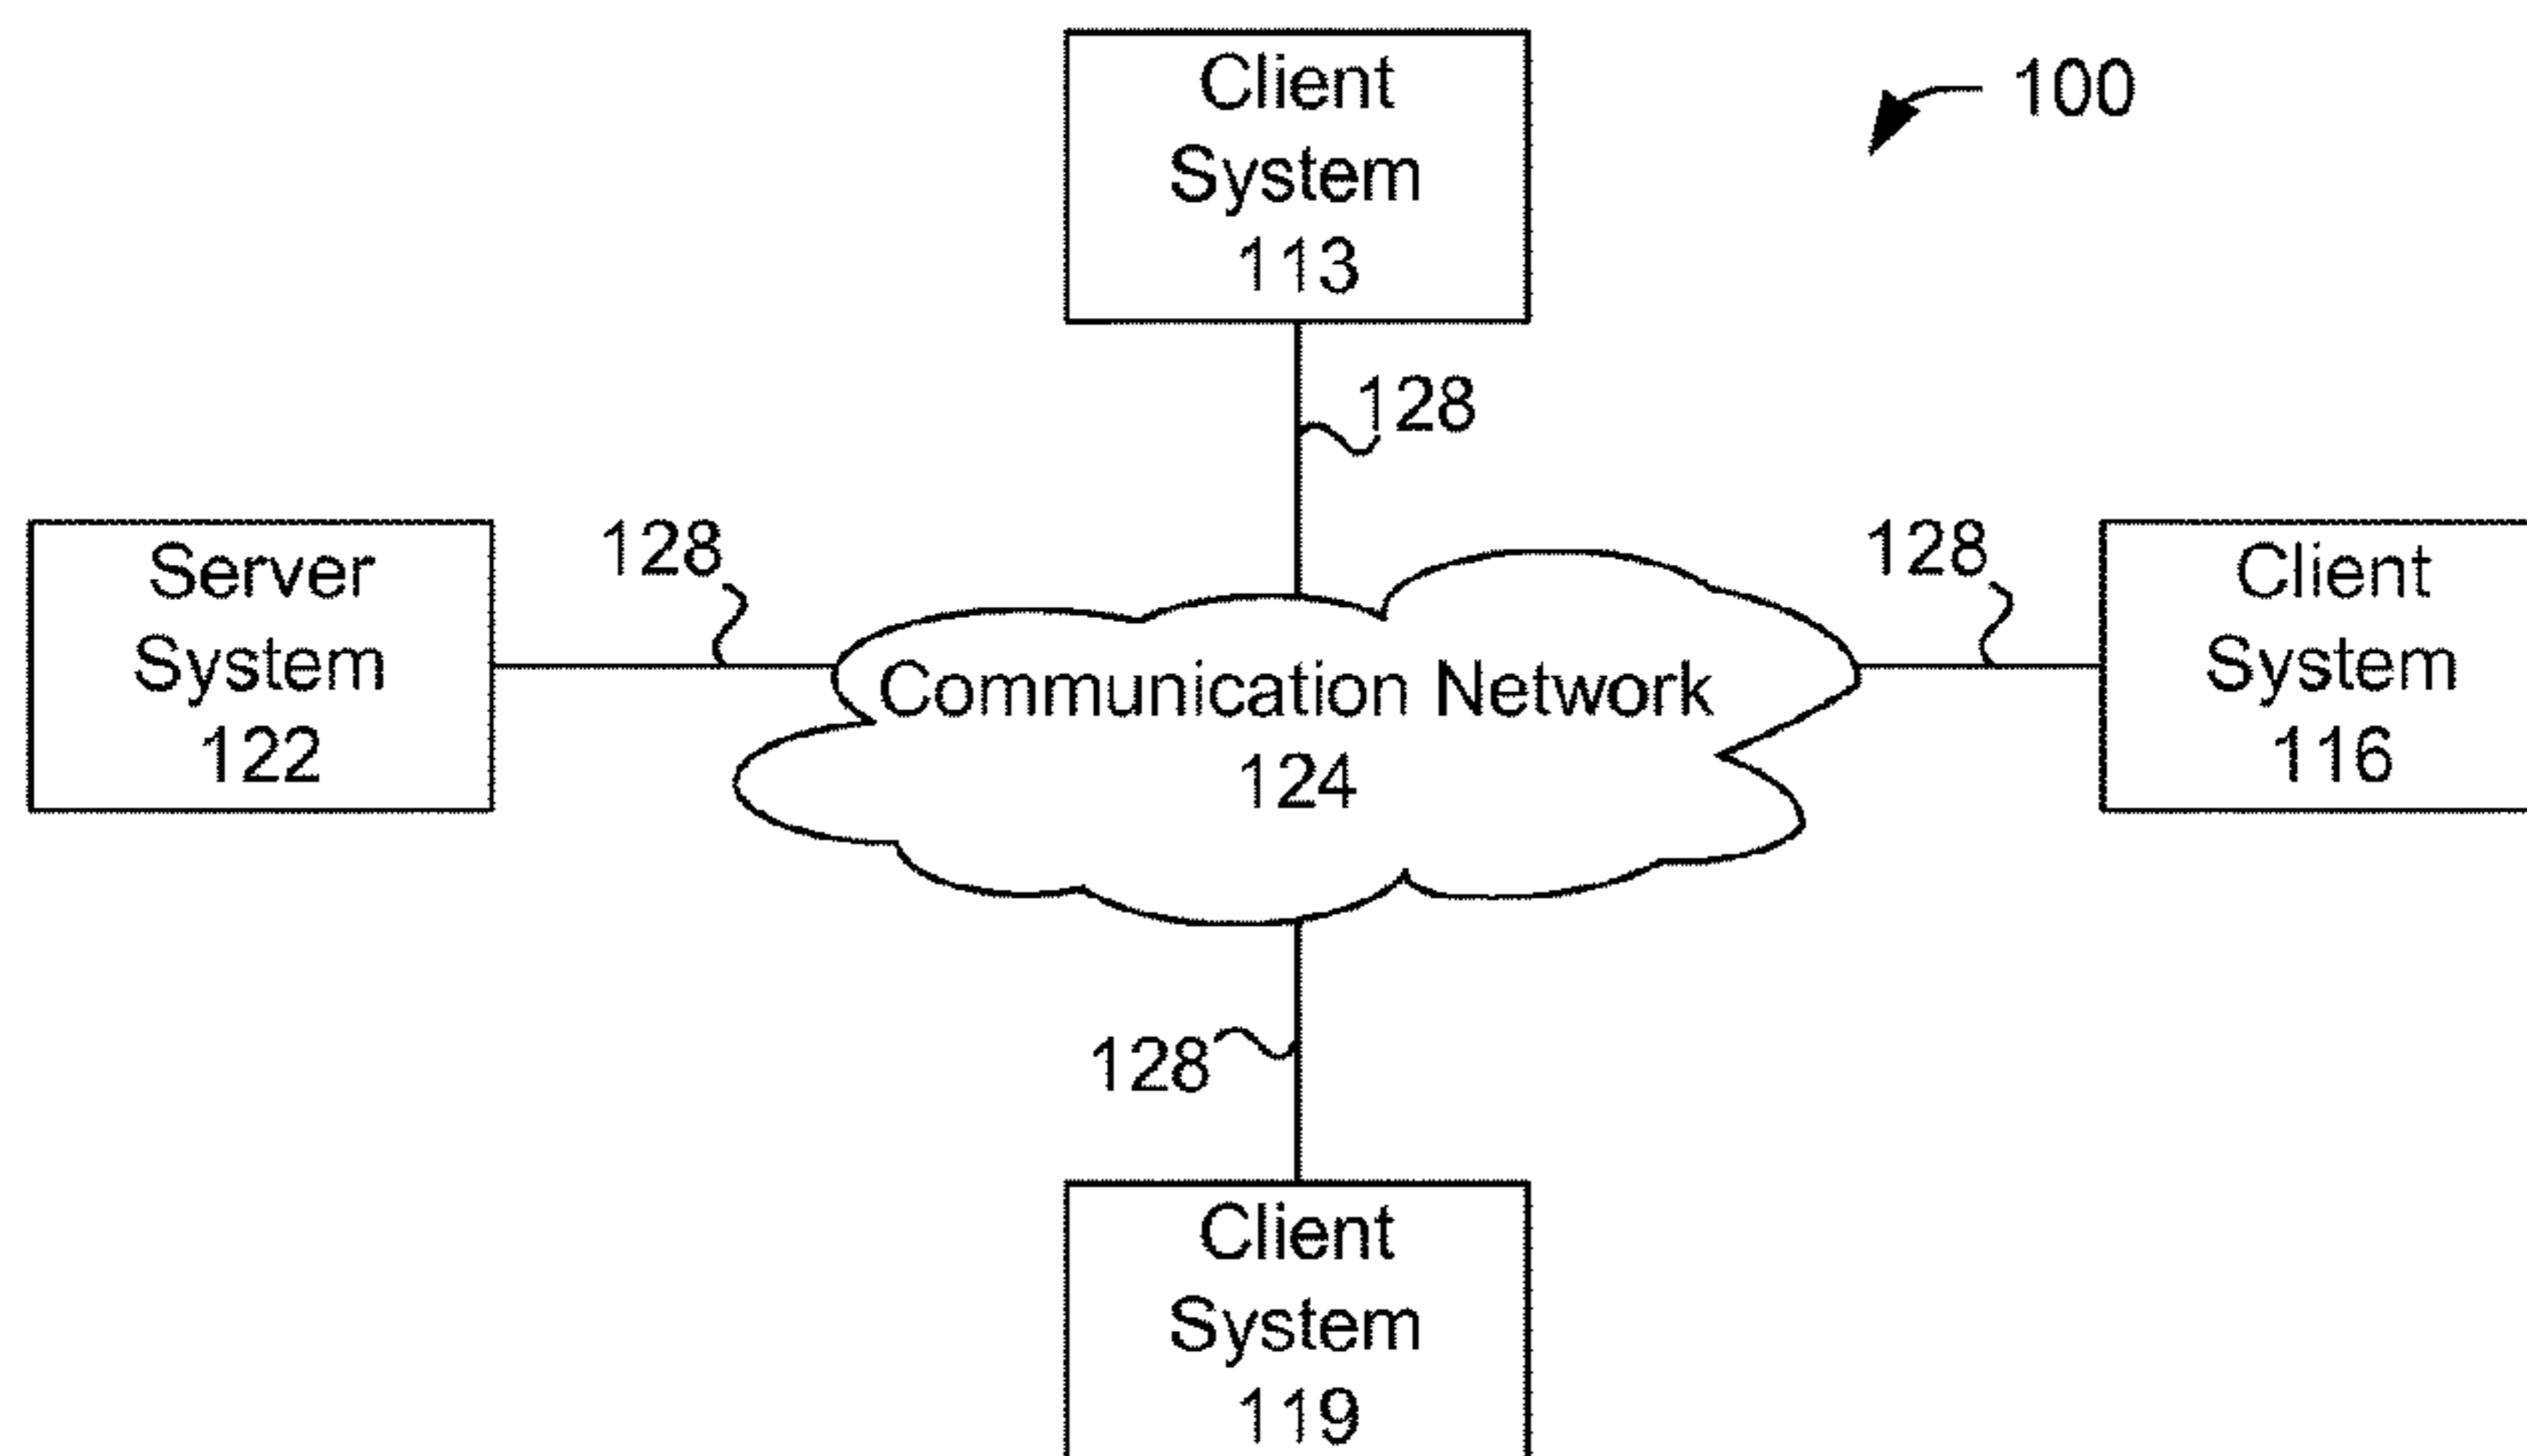 Client
System
113
100
128
Server
System
122
128
128
Client
System
116
Communication Network
124
128
Client
System
119